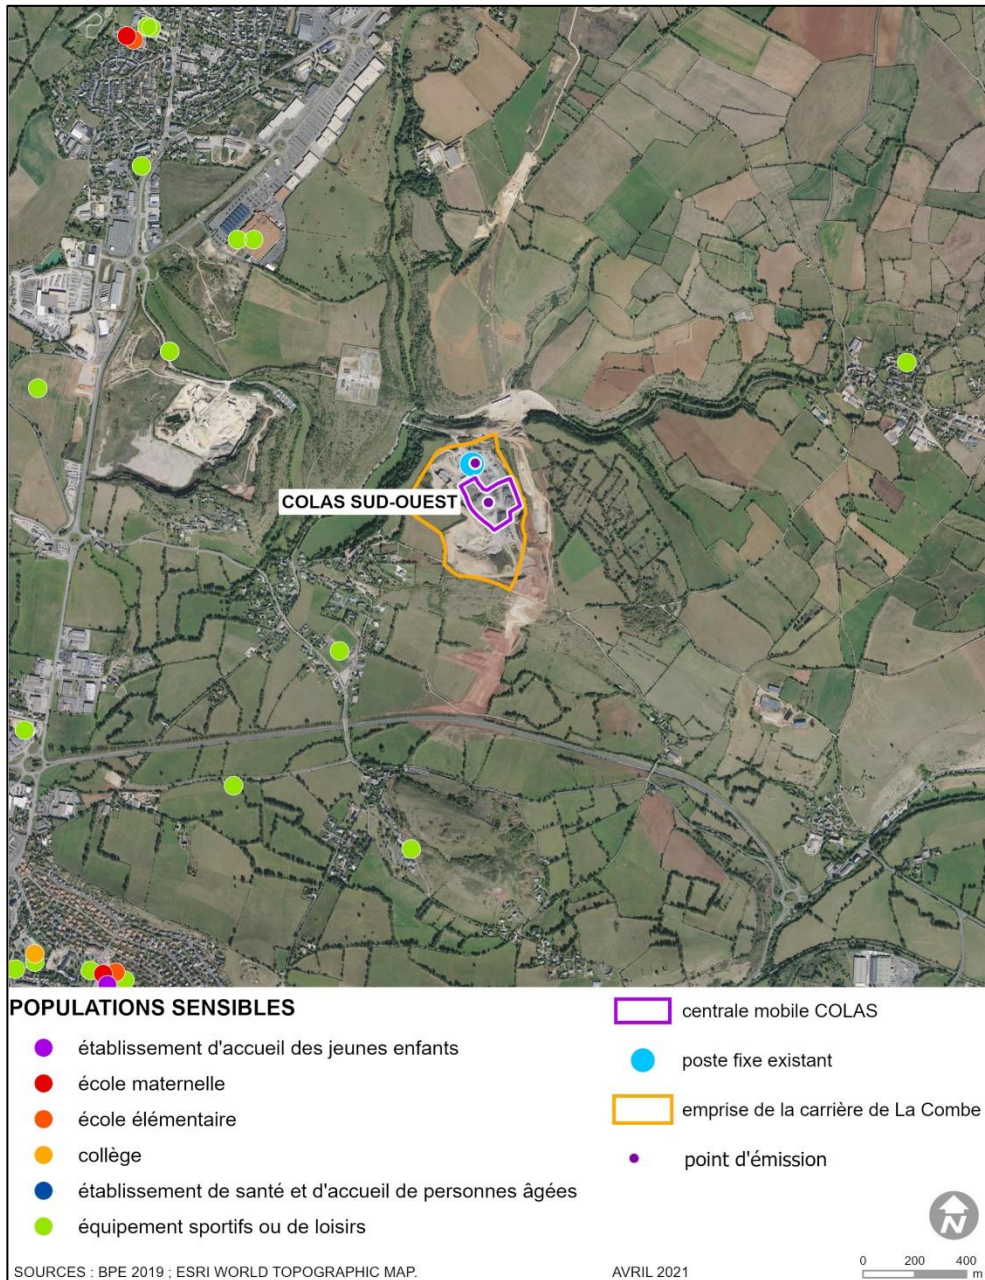 COLAS SUD-OUEST
POPULATIONS SENSIBLES
établissement d'accueil des jeunes enfants
école maternelle
école élémentaire
collège
établissement de santé et d'accueil de personnes âgées
équipement sportifs ou de loisirs
centrale mobile COLAS
poste fixe existant
emprise de la carrière de La Combe
point d'émission
N
0 200 400
m
SOURCES : BPE 2019 ; ESRI WORLD TOPOGRAPHIC MAP.
AVRIL 2021